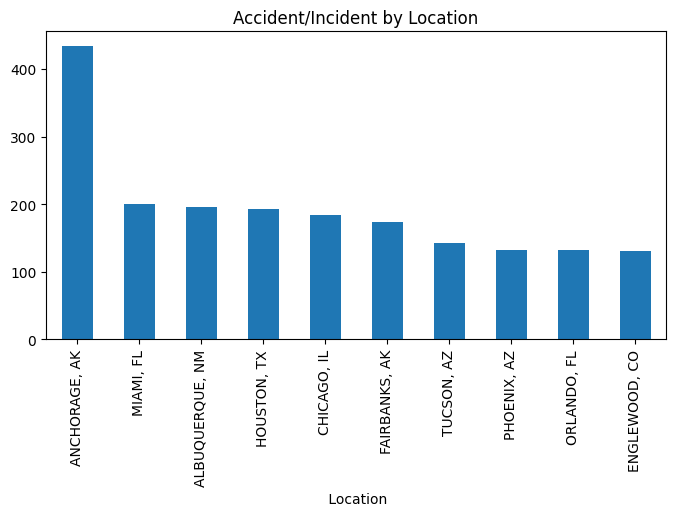 Accident/Incident by Location
400
300
200
100
0
ANCHORAGE, AK
MIAMI, FL
ALBUQUERQUE, NM
HOUSTON, TX
CHICAGO, IL
FAIRBANKS, AK
TUCSON, AZ
PHOENIX, AZ
ORLANDO, FL
ENGLEWOOD, CO
Location